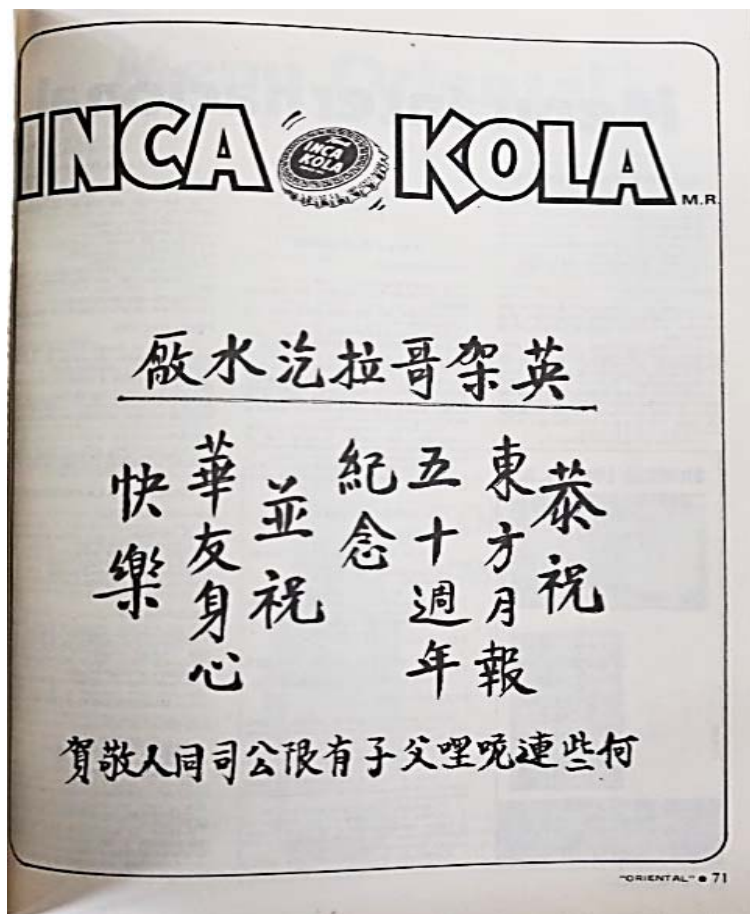 INCA KOLA
INCA
KOLA
M.R.
英架哥拉汽水厰
恭祝
東方月報
五十週年
紀念
並祝
華友身心
快樂
何些連哩父子有限公司同人敬賀
"ORIENTAL" ● 71